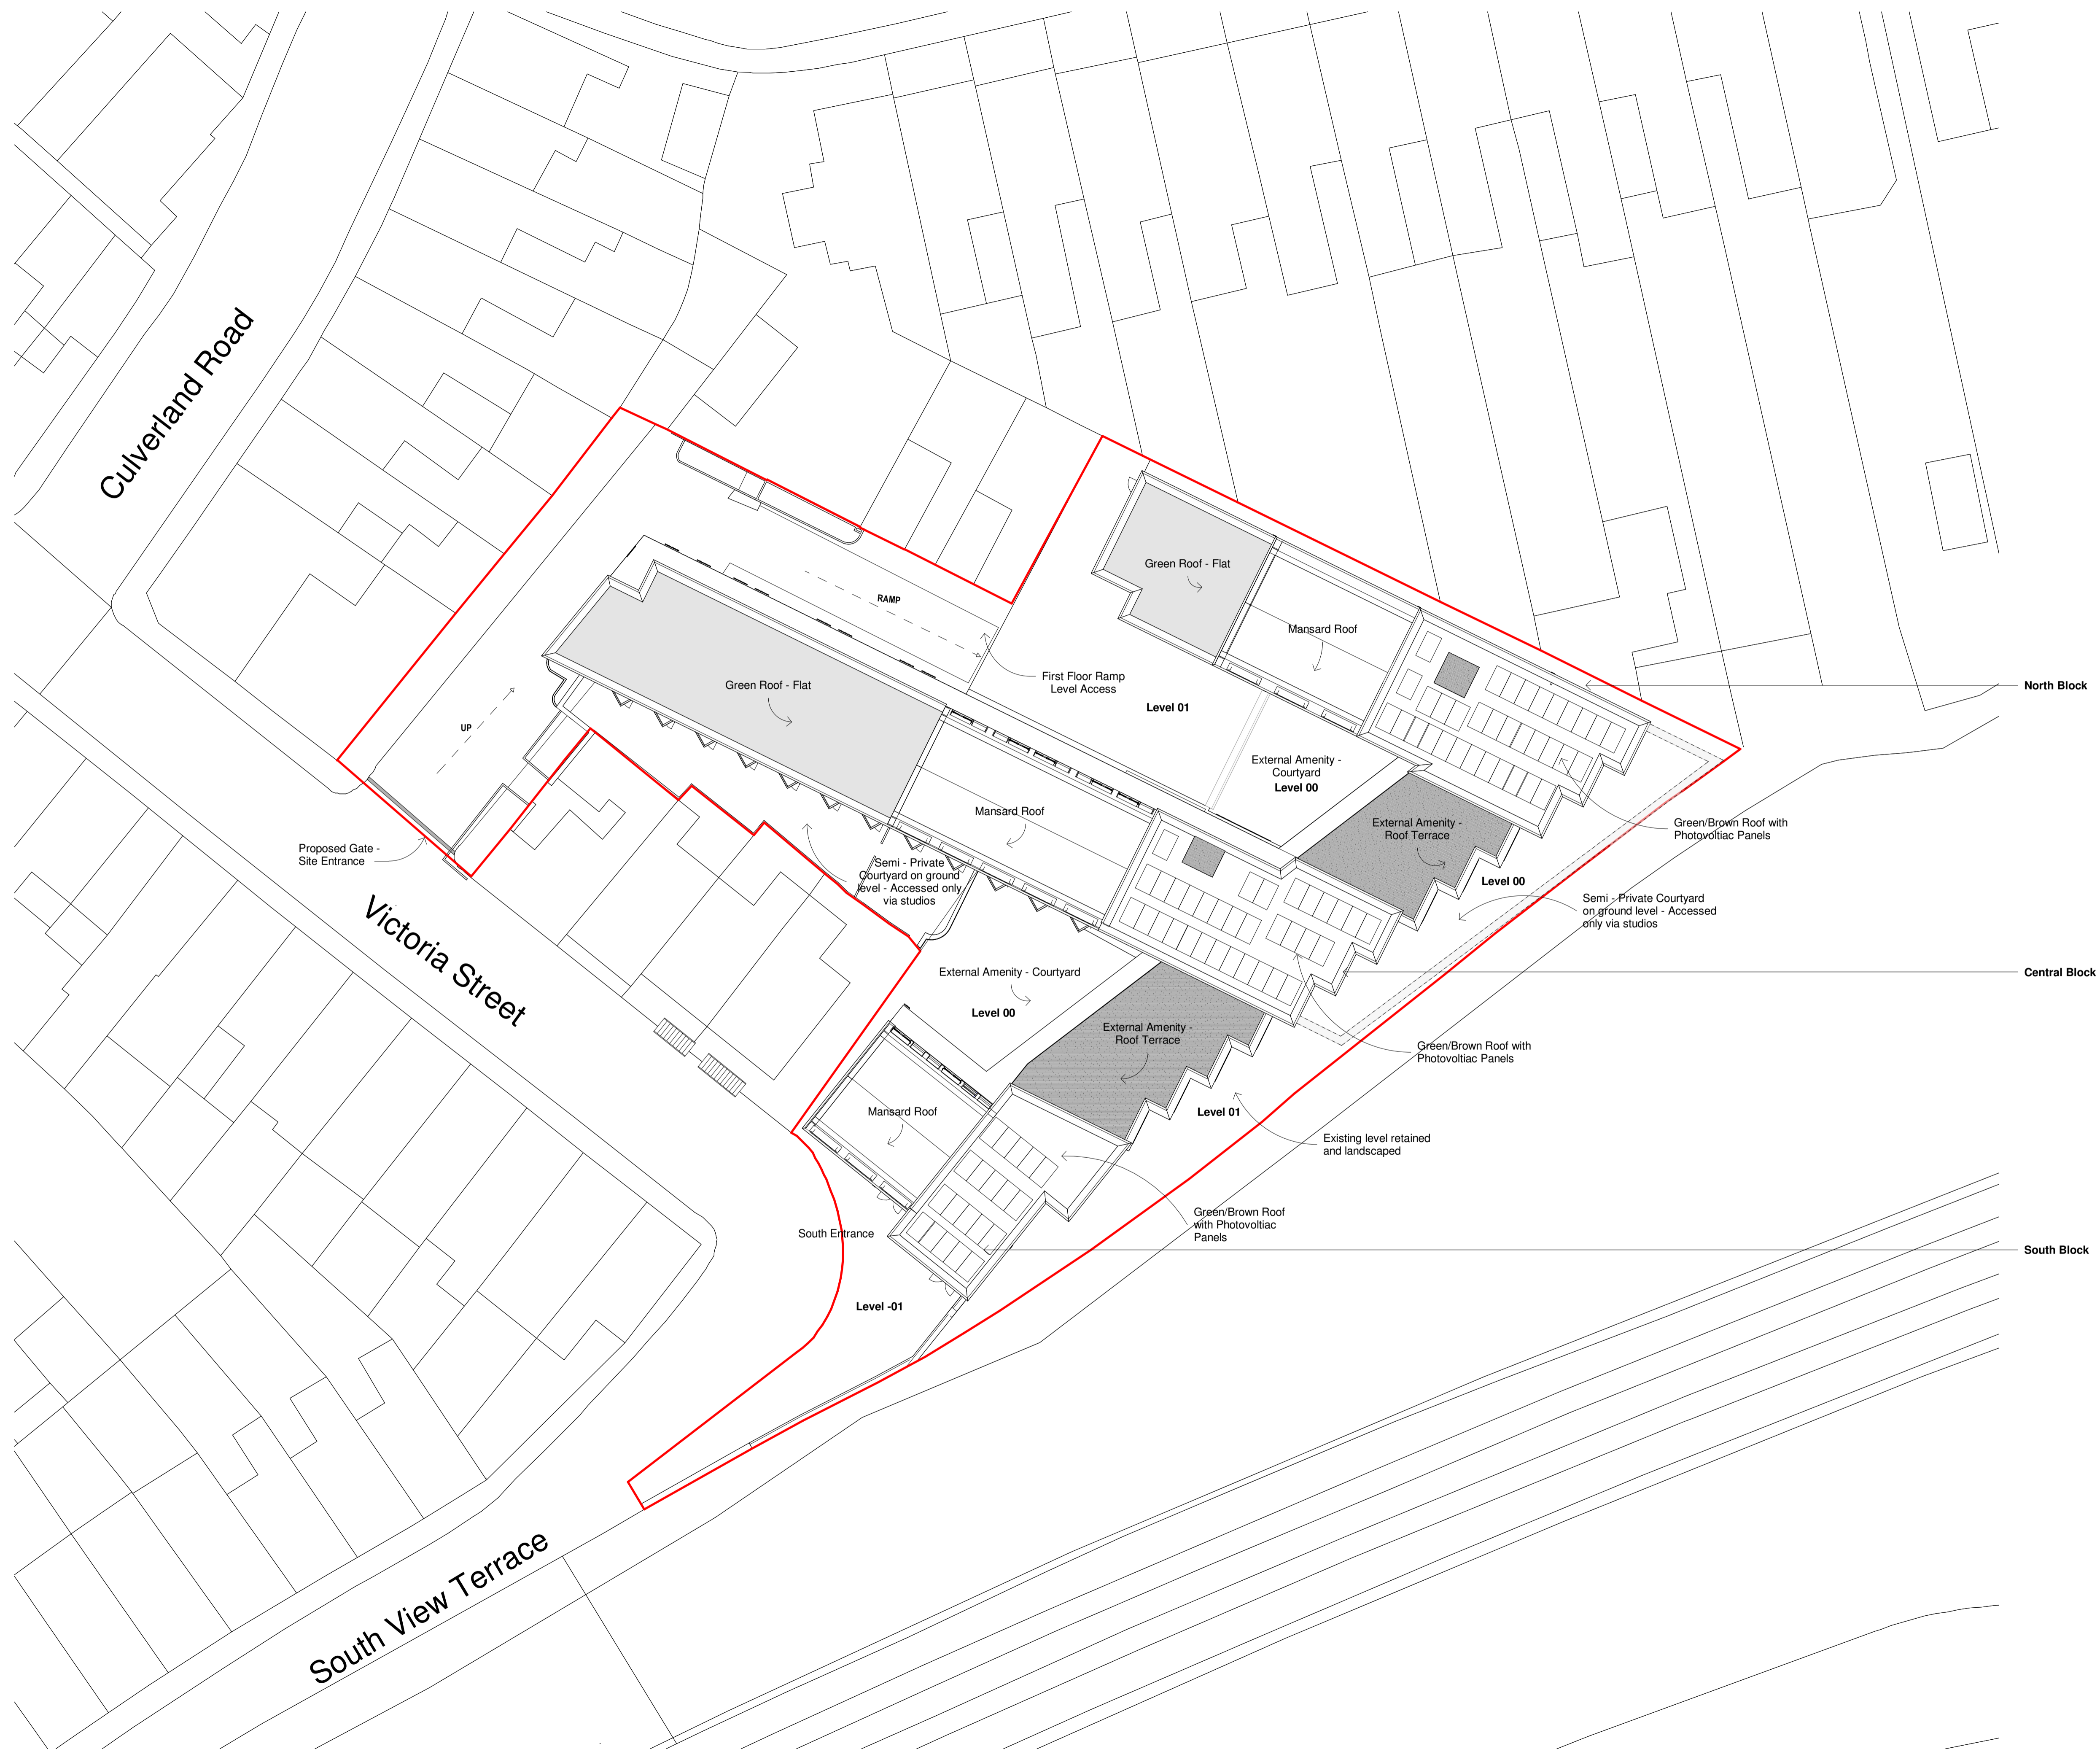 Culverland Road
Green Roof - Flat
RAMP
Mansard Roof
First Floor Ramp
Level Access
Green Roof - Flat
North Block
Level 01
UP
External Amenity -
Courtyard
Level 00
Mansard Roof
External Amenity -
Roof Terrace
Green/Brown Roof with
Photovoltiac Panels
Proposed Gate -
Site Entrance
Semi - Private
Courtyard on ground
level - Accessed only
via studios
Level 00
Semi - Private Courtyard
on ground level - Accessed
only via studios
Victoria Street
External Amenity - Courtyard
Level 00
Central Block
External Amenity -
Roof Terrace
Green/Brown Roof with
Photovoltiac Panels
Mansard Roof
Level 01
Existing level retained
and landscaped
Green/Brown Roof
with Photovoltiac
Panels
South Entrance
South Block
Level -01
South View Terrace